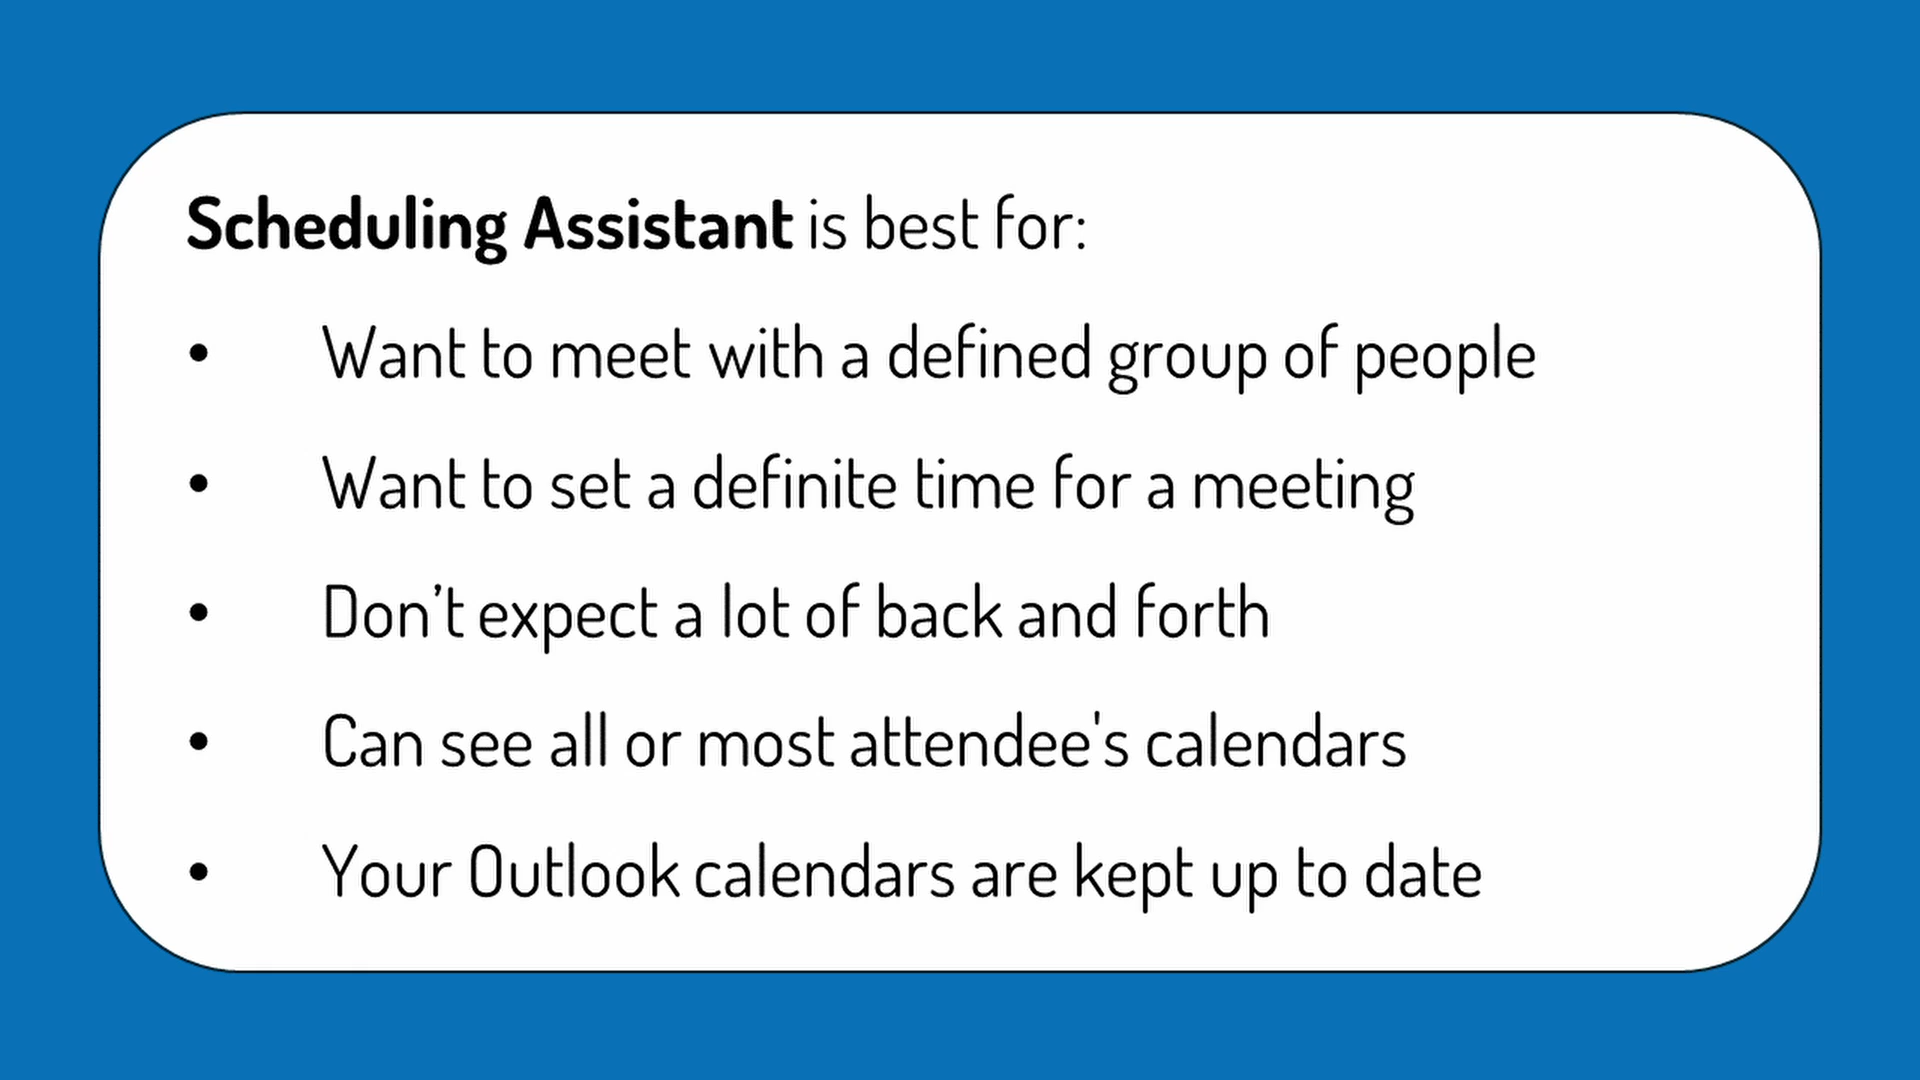 Scheduling Assistant is best for:
• Want to meet with a defined group of people
• Want to set a definite time for a meeting
• Don’t expect a lot of back and forth
• Can see all or most attendee's calendars
• Your Outlook calendars are kept up to date